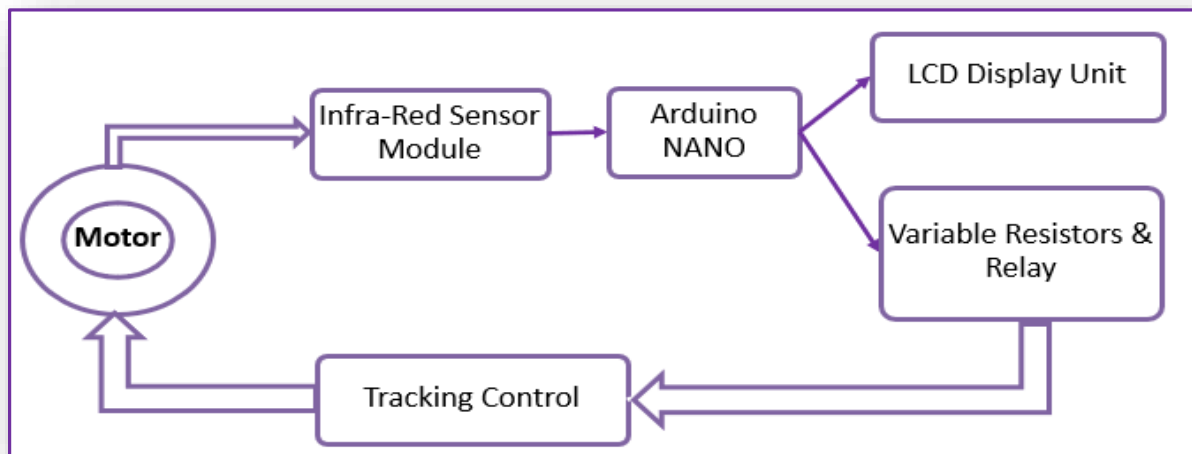 LCD Display Unit
Infra-Red Sensor
Module
Arduino
NANO
Motor
Variable Resistors &
Relay
Tracking Control